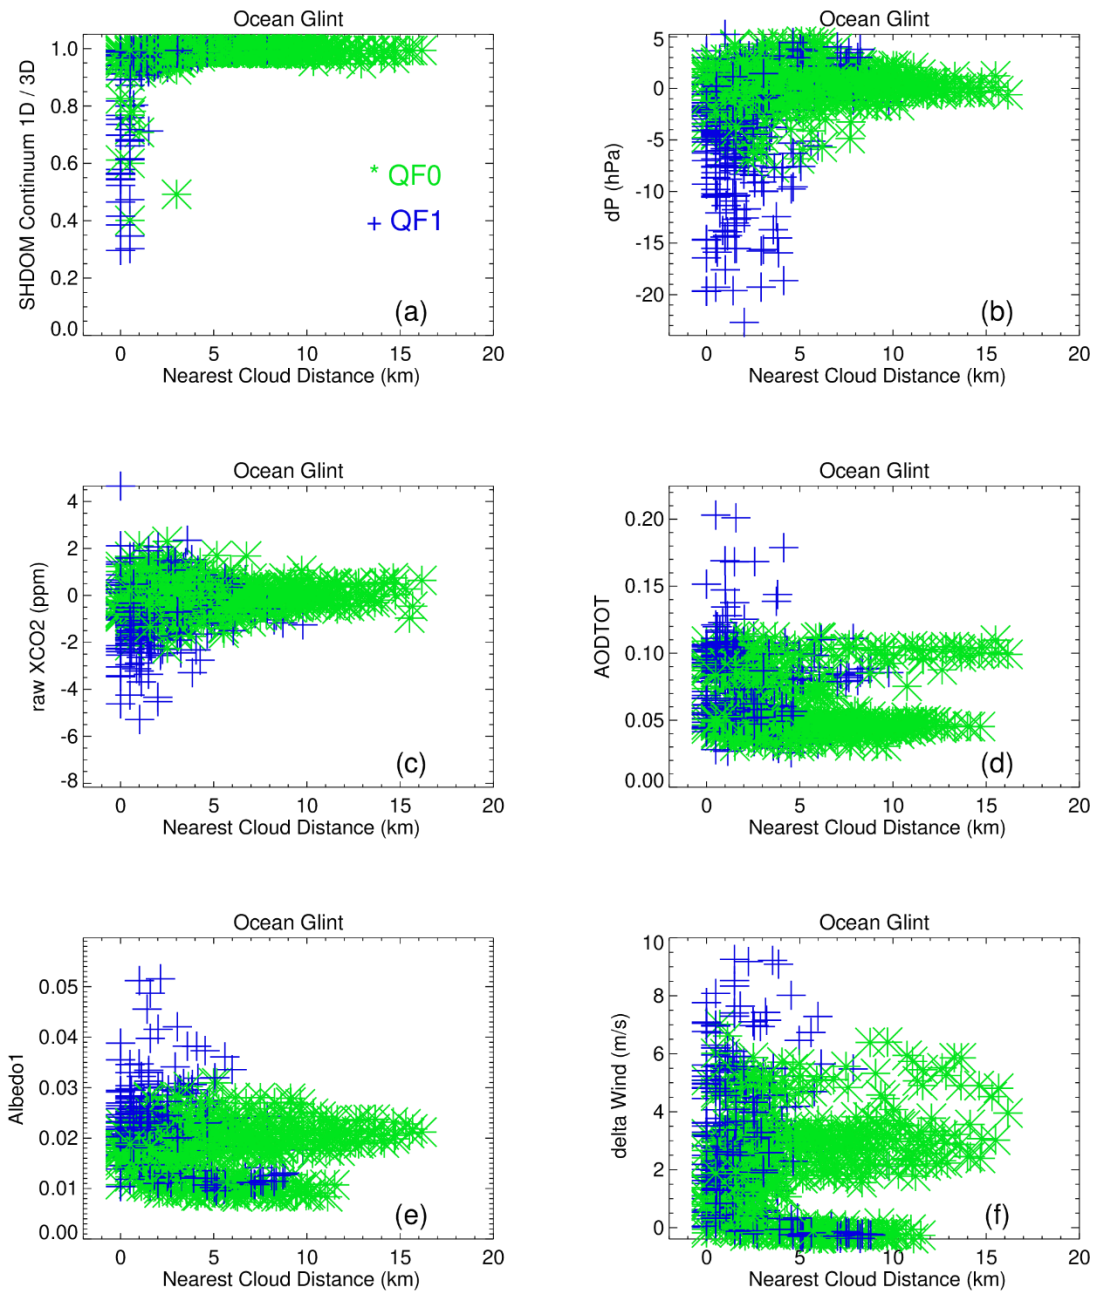 Ocean Glint
SHDOM Continuum 1D / 3D
1.0
0.8
0.6
0.4
0.2
0.0
* QF0
+ QF1
(a)
0 5 10 15 20
Nearest Cloud Distance (km)
Ocean Glint
dP (hPa)
5
0
-5
-10
-15
-20
(b)
0 5 10 15 20
Nearest Cloud Distance (km)
Ocean Glint
raw XCO2 (ppm)
4
2
0
-2
-4
-6
-8
(c)
0 5 10 15 20
Nearest Cloud Distance (km)
Ocean Glint
AODTOT
0.20
0.15
0.10
0.05
0.00
(d)
0 5 10 15 20
Nearest Cloud Distance (km)
Ocean Glint
Albedo1
0.05
0.04
0.03
0.02
0.01
0.00
(e)
0 5 10 15 20
Nearest Cloud Distance (km)
Ocean Glint
delta Wind (m/s)
10
8
6
4
2
0
(f)
0 5 10 15 20
Nearest Cloud Distance (km)